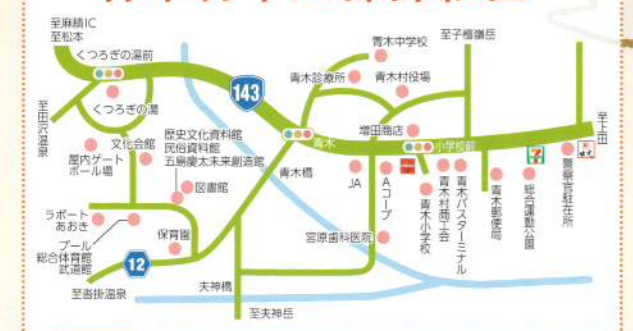 至麻績IC
至松本
くつろぎの湯前
至田沢温泉
くつろぎの湯
文化会館
屋内ゲート
ボール場
歴史文化資料館
民俗資料館
五島慶太未来創造館
図書館
ラポート
あおき
プール
総合体育館
武道館
保育園
12
至沓掛温泉
143
青木中学校
青木診療所
青木村役場
至子檀嶺岳
青木
増田商店
小学校前
至上田
青木橋
JA
Aコープ
宮原歯科医院
青木小学校
青木村商工会
青木バスターミナル
青木郵便局
総合運動公園
警察官駐在所
夫神橋
至夫神岳